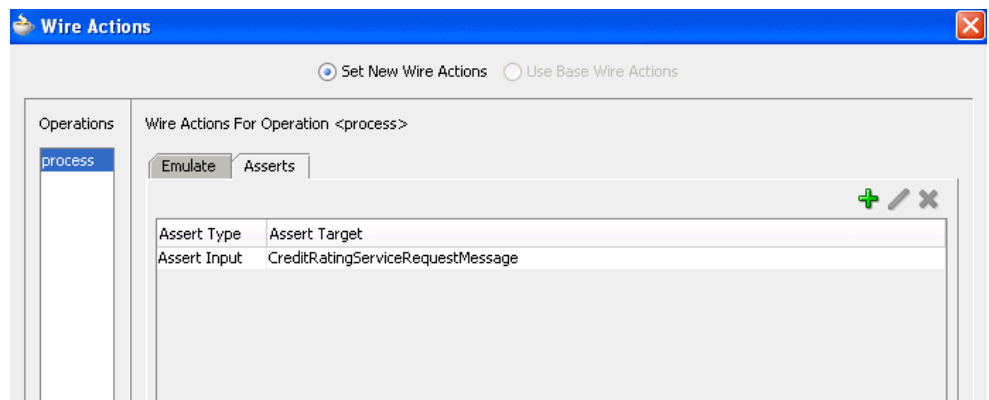 Wire Actions
Set New Wire Actions Use Base Wire Actions
Operations Wire Actions For Operation <process>
process Emulate Asserts
Assert Type Assert Target
Assert Input CreditRatingServiceRequestMessage